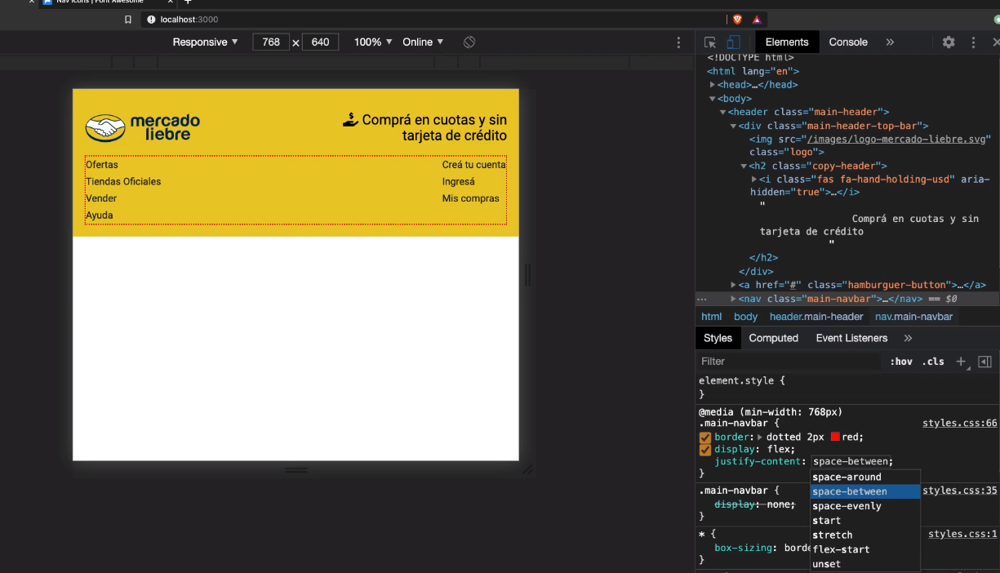 Nav Icons | Font Awesome
localhost:3000
Responsive 768 x 640 100% Online
Elements Console
<!DOCTYPE html>
<html lang="en">
<head>…</head>
<body>
<header class="main-header">
<div class="main-header-top-bar">
<img src="/images/logo-mercado-liebre.svg"
class="logo">
<h2 class="copy-header">
<i class="fas fa-hand-holding-usd" aria-
hidden="true">…</i>
"
Comprá en cuotas y sin
tarjeta de crédito
"
</h2>
</div>
<a href="#" class="hamburguer-button">…</a>
<nav class="main-navbar">…</nav> == $0
html body header.main-header nav.main-navbar
Styles Computed Event Listeners
Filter :hov .cls
element.style {
}
@media (min-width: 768px)
.main-navbar { styles.css:66
border: dotted 2px red;
display: flex;
justify-content: space-between;
}
space-around
space-between
space-evenly
start
stretch
flex-start
unset
.main-navbar { styles.css:35
display: none;
}
* { styles.css:1
box-sizing: borde
}
mercado
liebre
Comprá en cuotas y sin
tarjeta de crédito
Ofertas
Tiendas Oficiales
Vender
Ayuda
Creá tu cuenta
Ingresá
Mis compras